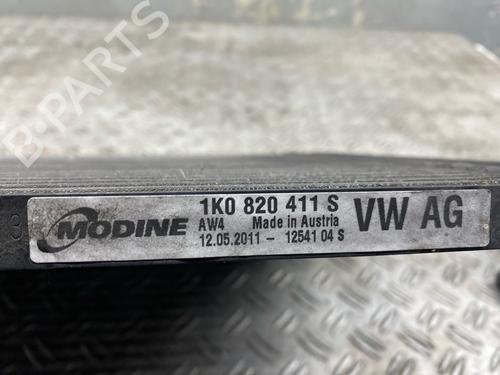 B-PARTS
MODINE
1K0 820 411 S
AW4 Made in Austria
12.05.2011- 12541 04 S
VW AG